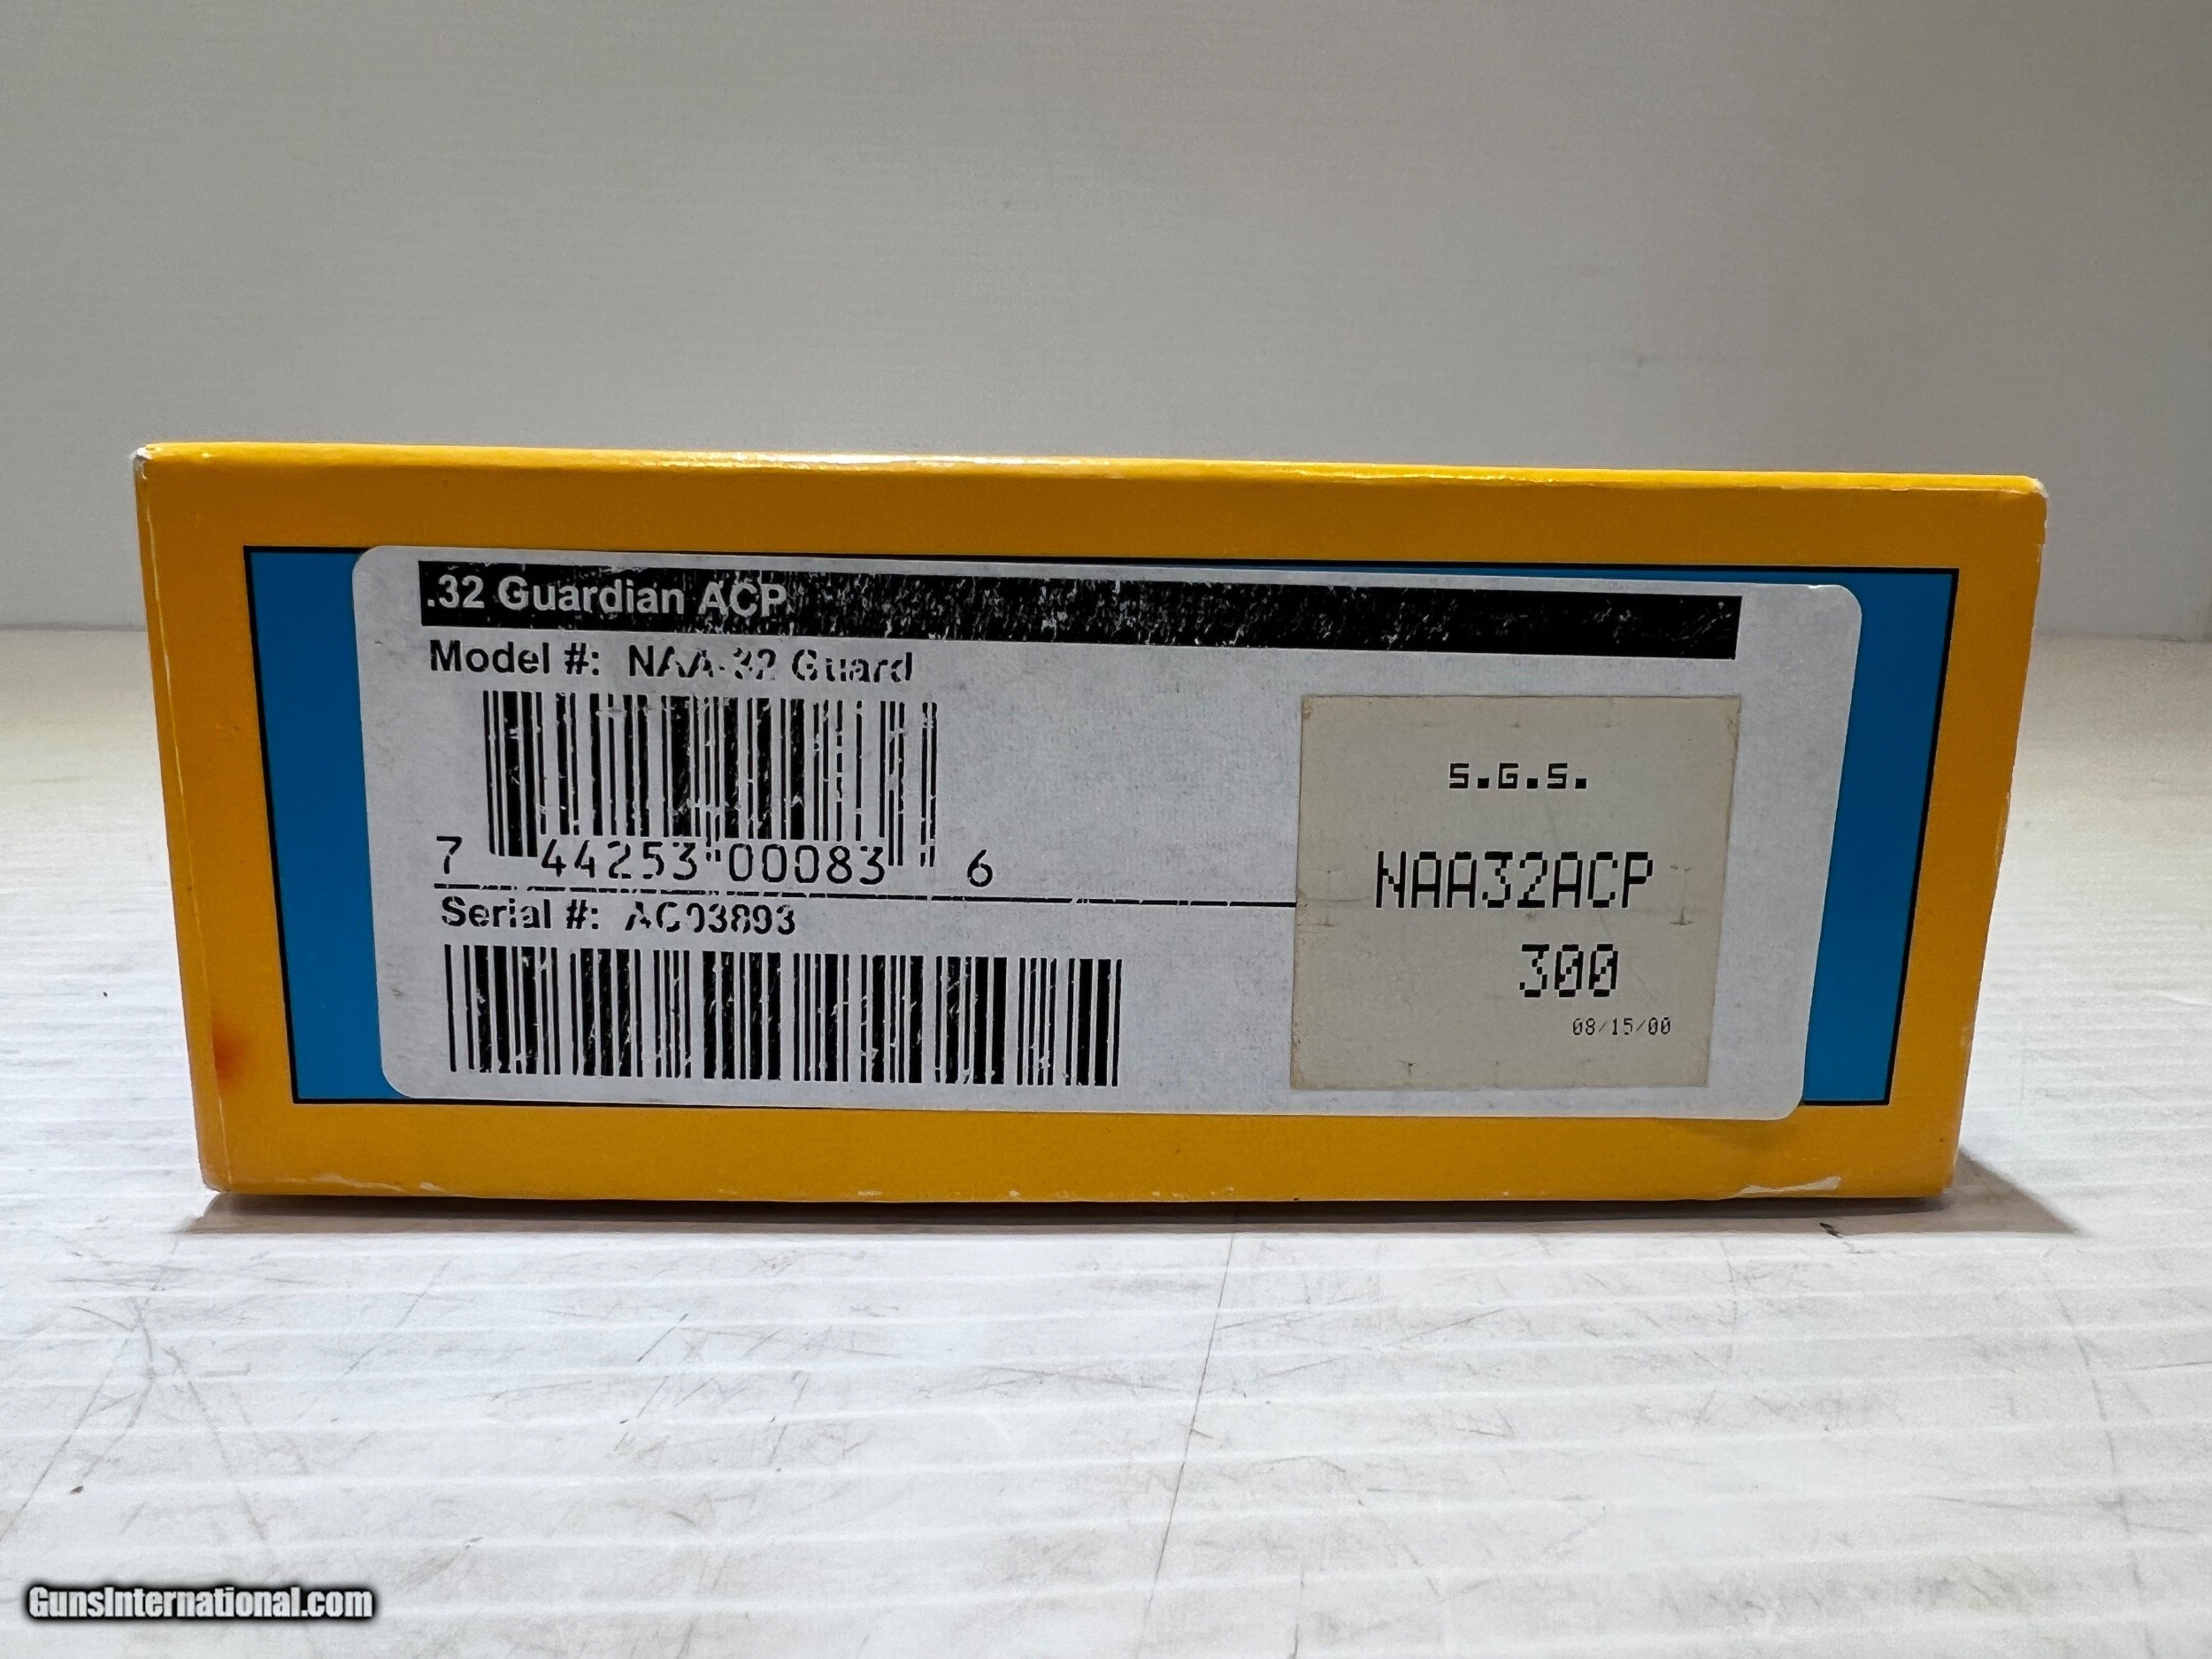 .32 Guardian ACP
Model #: NAA-32 Guard
7 44253 00083 6
Serial #: AC03893
S.G.S.
NAA32ACP
300
08/15/00
GunsInternational.com